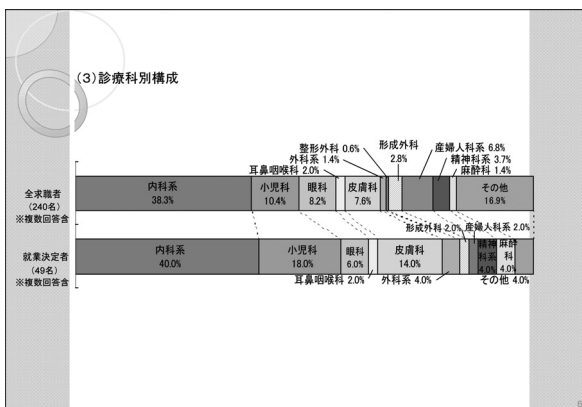 (3)診療科別構成
整形外科 0.6%
形成外科
2.8%
産婦人科系 6.8%
外科系 1.4%
精神科系 3.7%
耳鼻咽喉科 2.0%
麻酔科 1.4%
全求職者
(240名)
※複数回答含
内科系
38.3%
小児科
10.4%
眼科
8.2%
皮膚科
7.6%
その他
16.9%
形成外科 2.0%
産婦人科系 2.0%
就業決定者
(49名)
※複数回答含
内科系
40.0%
小児科
18.0%
眼科
6.0%
皮膚科
14.0%
精神
科系
4.0%
麻酔
科
4.0%
耳鼻咽喉科 2.0%
外科系 4.0%
その他 4.0%
6